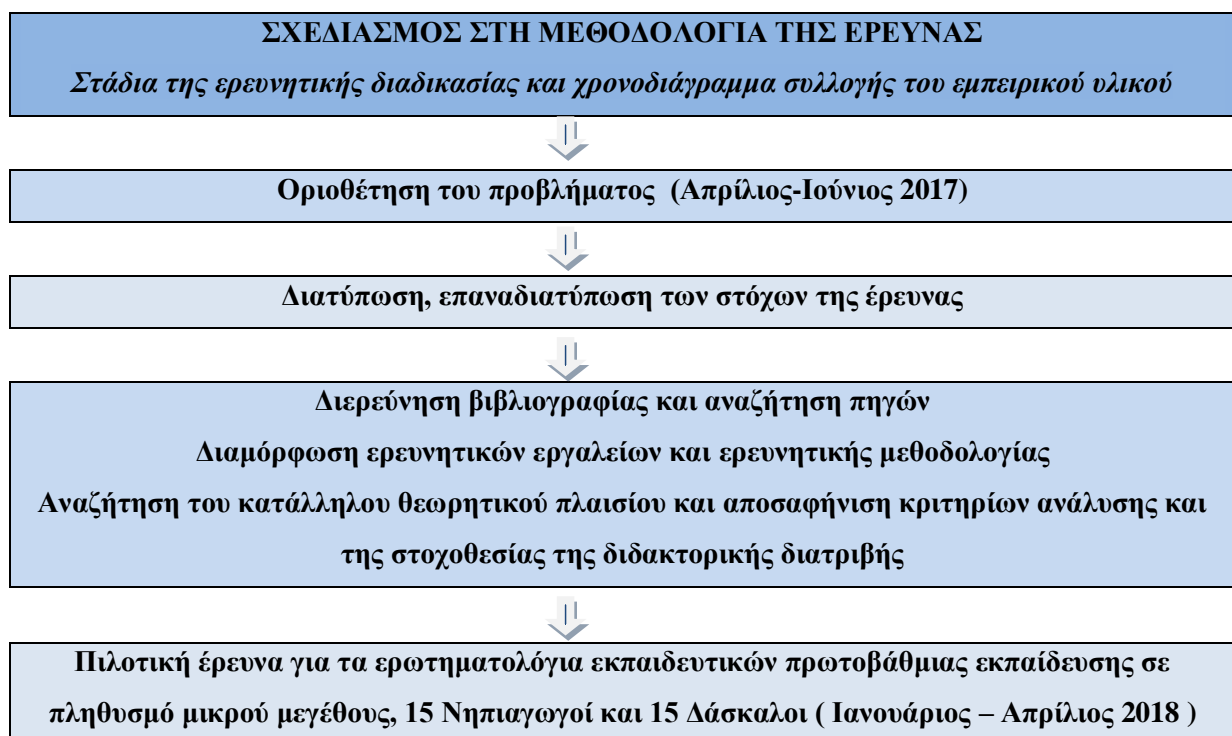 ΣΧΕΔΙΑΣΜΟΣ ΣΤΗ ΜΕΘΟΔΟΛΟΓΙΑ ΤΗΣ ΕΡΕΥΝΑΣ
Στάδια της ερευνητικής διαδικασίας και χρονοδιάγραμμα συλλογής του εμπειρικού υλικού
Οριοθέτηση του προβλήματος (Απρίλιος-Ιούνιος 2017)
Διατύπωση, επαναδιατύπωση των στόχων της έρευνας
Διερεύνηση βιβλιογραφίας και αναζήτηση πηγών
Διαμόρφωση ερευνητικών εργαλείων και ερευνητικής μεθοδολογίας
Αναζήτηση του κατάλληλου θεωρητικού πλαισίου και αποσαφήνιση κριτηρίων ανάλυσης και
της στοχοθεσίας της διδακτορικής διατριβής
Πιλοτική έρευνα για τα ερωτηματολόγια εκπαιδευτικών πρωτοβάθμιας εκπαίδευσης σε
πληθυσμό μικρού μεγέθους, 15 Νηπιαγωγοί και 15 Δάσκαλοι ( Ιανουάριος – Απρίλιος 2018 )